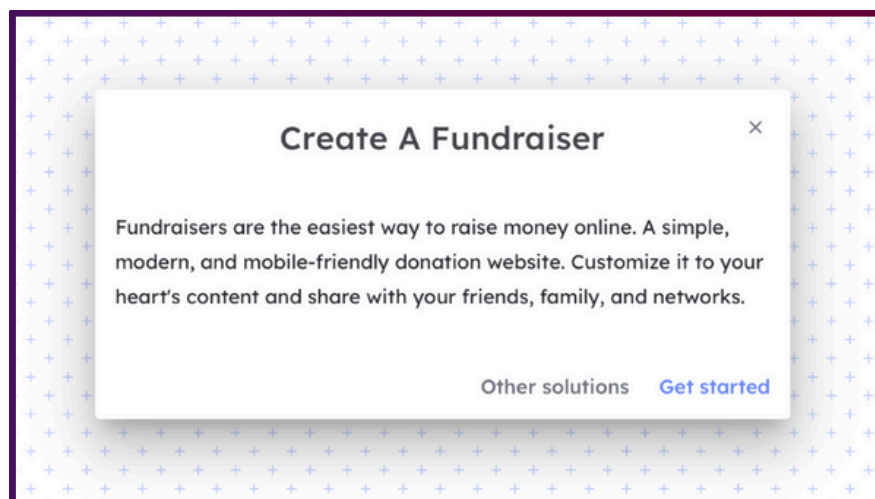 Create A Fundraiser
×
Fundraisers are the easiest way to raise money online. A simple,
modern, and mobile-friendly donation website. Customize it to your
heart's content and share with your friends, family, and networks.
Other solutions Get started